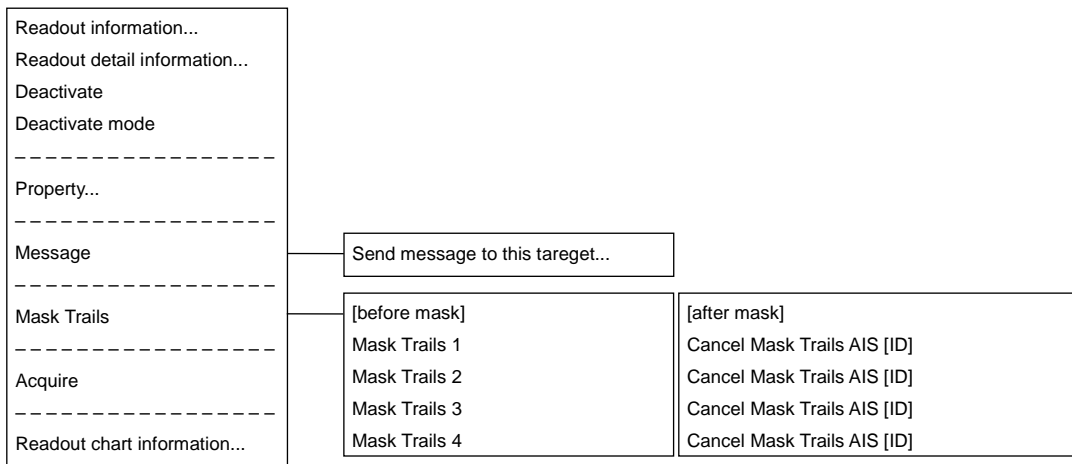 Readout information...
Readout detail information...
Deactivate
Deactivate mode
Property...
Message
Send message to this tareget...
Mask Trails
[before mask]
Mask Trails 1
Mask Trails 2
Mask Trails 3
Mask Trails 4
[after mask]
Cancel Mask Trails AIS [ID]
Cancel Mask Trails AIS [ID]
Cancel Mask Trails AIS [ID]
Cancel Mask Trails AIS [ID]
Acquire
Readout chart information...